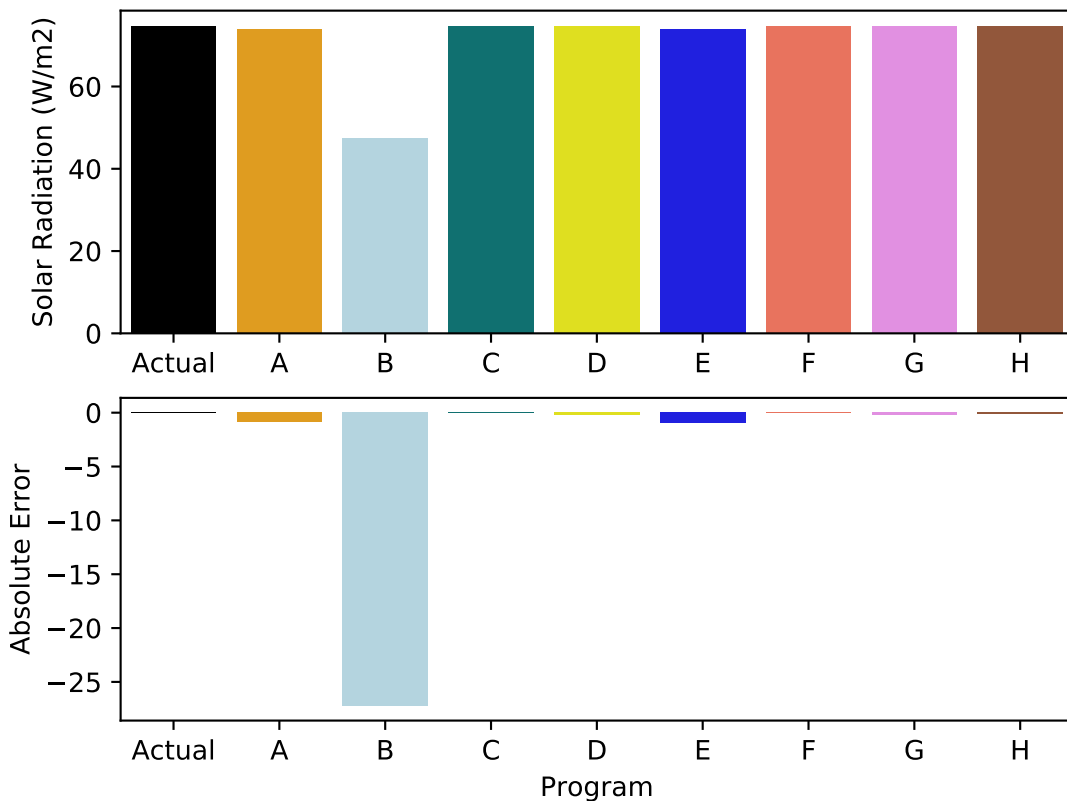 Solar Radiation (W/m2)
60
40
20
0
Actual A B C D E F G H
Absolute Error
0
−5
−10
−15
−20
−25
Actual A B C D E F G H
Program